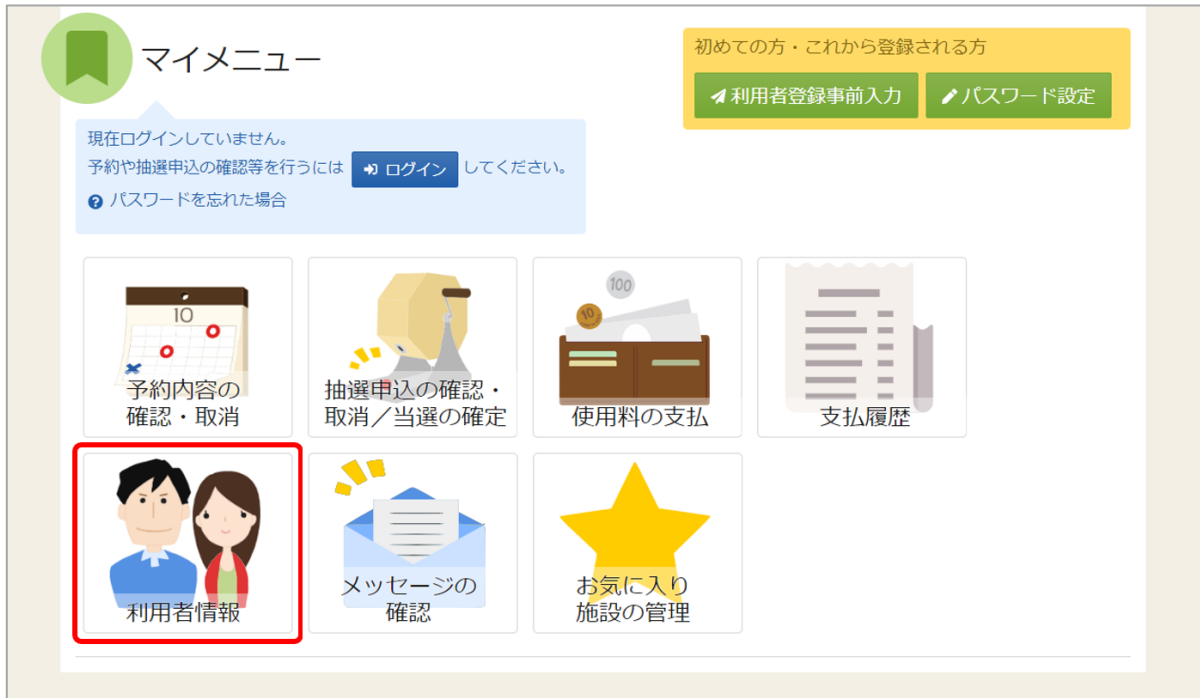 マイメニュー
初めての方・これから登録される方
利用者登録事前入力
パスワード設定
現在ログインしていません。
予約や抽選申込の確認等を行うには ログイン してください。
パスワードを忘れた場合
10
予約内容の
確認・取消
抽選申込の確認・
取消／当選の確定
100
10
使用料の支払
支払履歴
利用者情報
メッセージの
確認
お気に入り
施設の管理